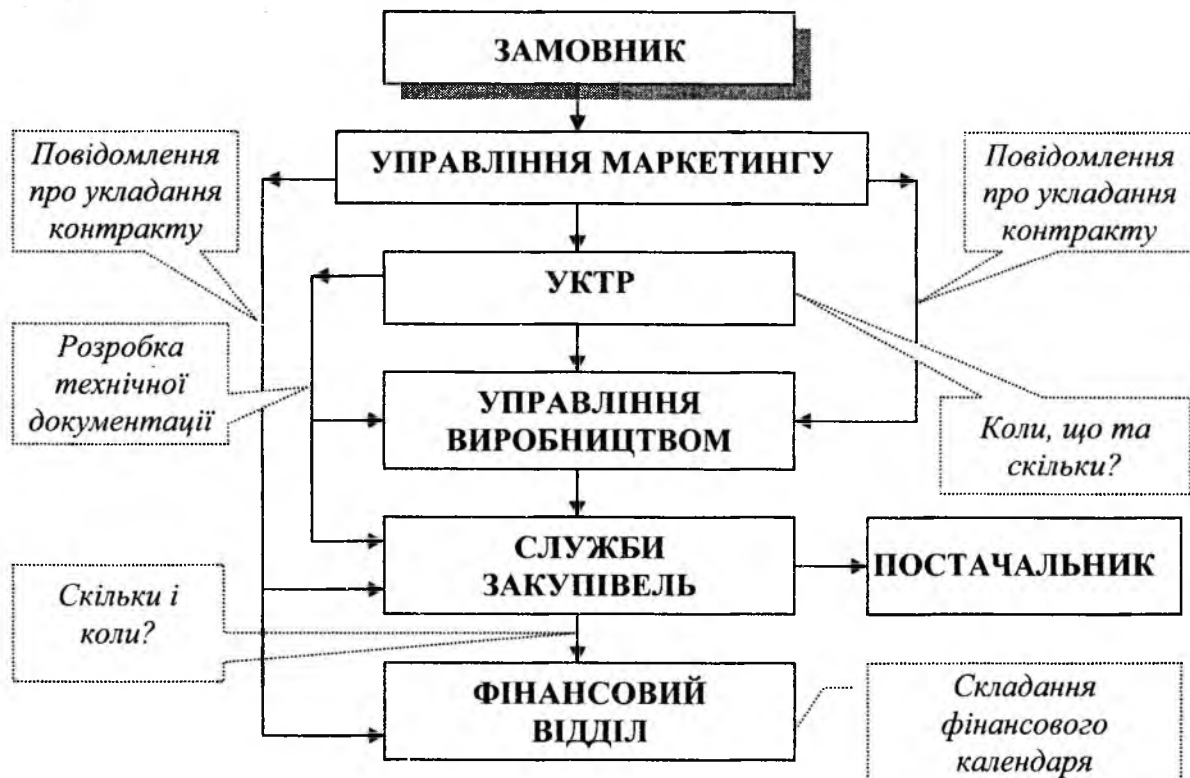 ЗАМОВНИК
УПРАВЛІННЯ МАРКЕТИНГУ
Повідомлення
про укладання
контракту
Повідомлення
про укладання
контракту
УКТР
Розробка
технічної
документації
УПРАВЛІННЯ
ВИРОБНИЦТВОМ
Коли, що та
скільки?
СЛУЖБИ
ЗАКУПІВЕЛЬ
ПОСТАЧАЛЬНИК
Скільки і
коли?
ФІНАНСОВИЙ
ВІДДІЛ
Складання
фінансового
календаря